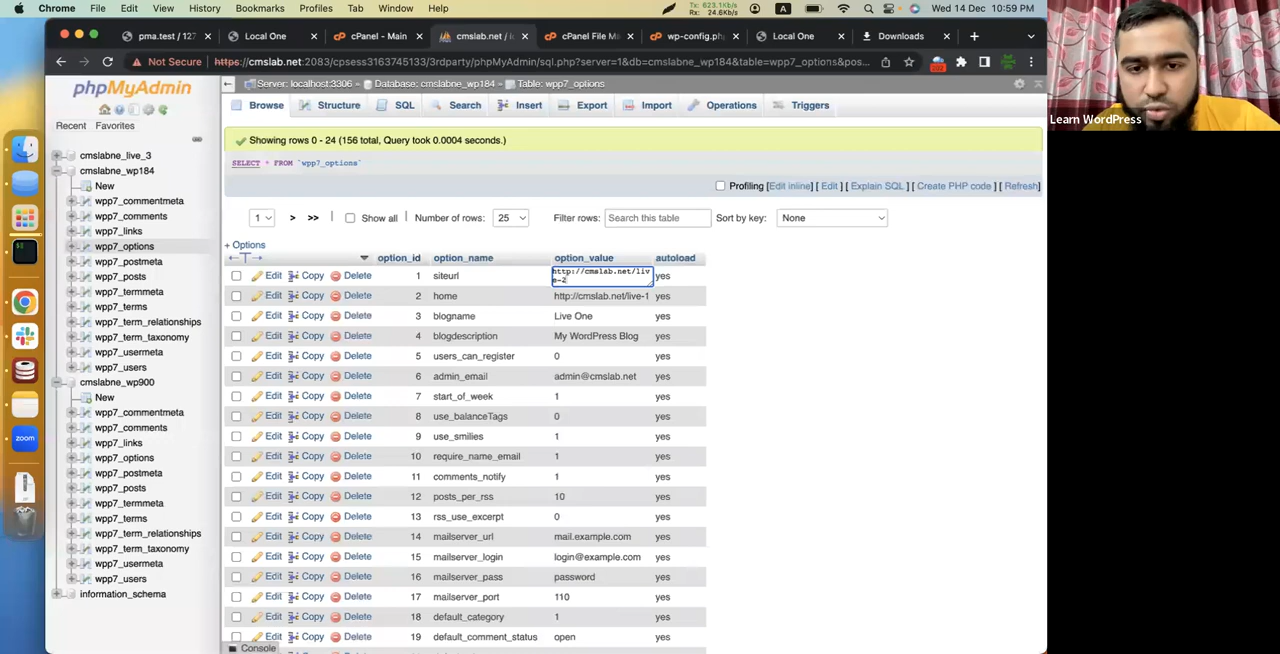 Chrome File Edit View History Bookmarks Profiles Tab Window Help
Tx: 623.1Kb/s
Rx: 24.6Kb/s
A
Wed 14 Dec 10:59 PM
pma.test / 127 Local One cPanel - Main cmslab.net / l cPanel File M wp-config.ph Local One Downloads
Not Secure https://cmslab.net:2083/cpsess3163745133/3rdparty/phpMyAdmin/sql.php?server=1&db=cmslabne_wp184&table=wpp7_options&pos...
Learn WordPress
phpMyAdmin
Recent Favorites
cmslabne_live_3
cmslabne_wp184
New
wpp7_commentmeta
wpp7_comments
wpp7_links
wpp7_options
wpp7_postmeta
wpp7_posts
wpp7_termmeta
wpp7_terms
wpp7_term_relationships
wpp7_term_taxonomy
wpp7_usermeta
wpp7_users
cmslabne_wp900
New
wpp7_commentmeta
wpp7_comments
wpp7_links
wpp7_options
wpp7_postmeta
wpp7_posts
wpp7_termmeta
wpp7_terms
wpp7_term_relationships
wpp7_term_taxonomy
wpp7_usermeta
wpp7_users
information_schema
zoom
Server: localhost:3306 » Database: cmslabne_wp184 » Table: wpp7_options
Browse Structure SQL Search Insert Export Import Operations Triggers
Showing rows 0 - 24 (156 total, Query took 0.0004 seconds.)
SELECT * FROM `wpp7_options`
Profiling [Edit inline] [ Edit ] [ Explain SQL ] [ Create PHP code ] [ Refresh]
1 > >> Show all Number of rows: 25 Filter rows: Search this table Sort by key: None
+ Options
←T→ option_id option_name option_value autoload
Edit Copy Delete 1 siteurl http://cmslab.net/live-2 yes
Edit Copy Delete 2 home http://cmslab.net/live-1 yes
Edit Copy Delete 3 blogname Live One yes
Edit Copy Delete 4 blogdescription My WordPress Blog yes
Edit Copy Delete 5 users_can_register 0 yes
Edit Copy Delete 6 admin_email admin@cmslab.net yes
Edit Copy Delete 7 start_of_week 1 yes
Edit Copy Delete 8 use_balanceTags 0 yes
Edit Copy Delete 9 use_smilies 1 yes
Edit Copy Delete 10 require_name_email 1 yes
Edit Copy Delete 11 comments_notify 1 yes
Edit Copy Delete 12 posts_per_rss 10 yes
Edit Copy Delete 13 rss_use_excerpt 0 yes
Edit Copy Delete 14 mailserver_url mail.example.com yes
Edit Copy Delete 15 mailserver_login login@example.com yes
Edit Copy Delete 16 mailserver_pass password yes
Edit Copy Delete 17 mailserver_port 110 yes
Edit Copy Delete 18 default_category 1 yes
Edit Copy Delete 19 default_comment_status open yes
Console